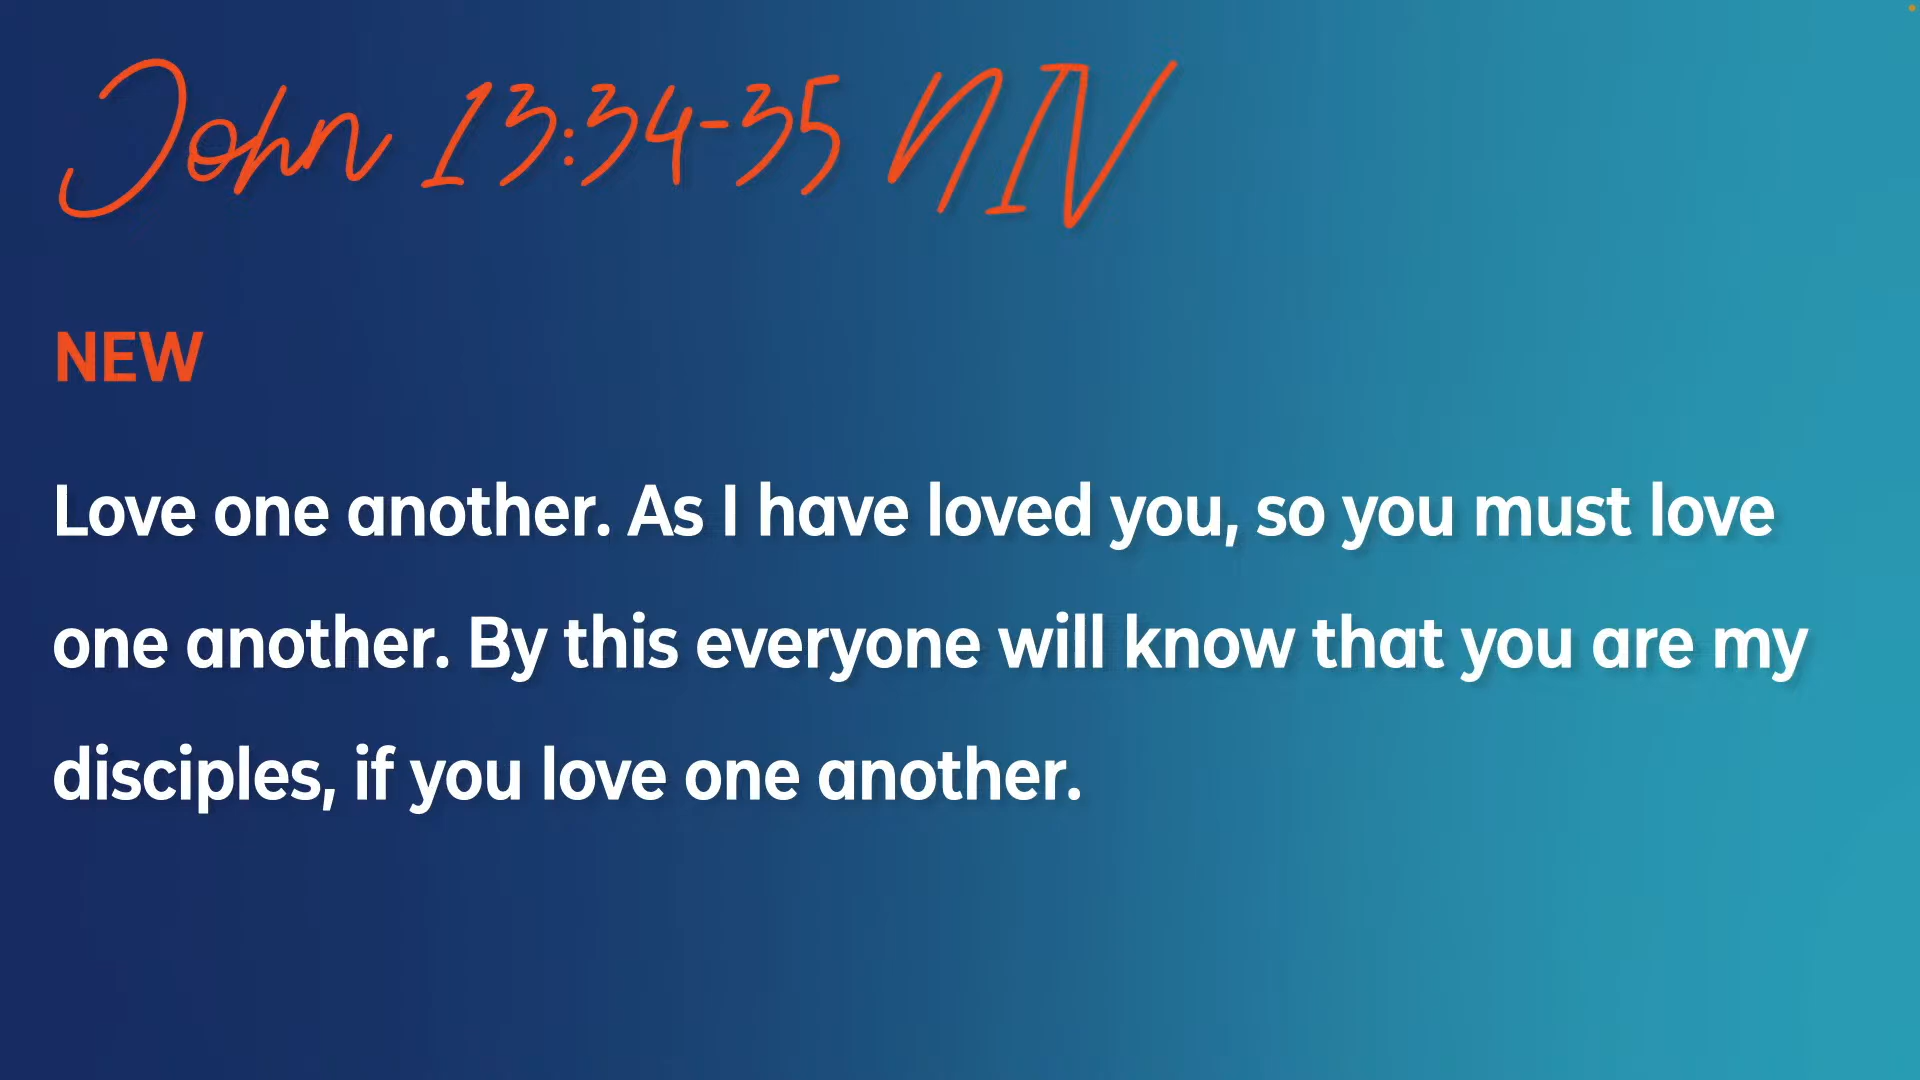 John 13:34-35 NIV
NEW
Love one another. As I have loved you, so you must love
one another. By this everyone will know that you are my
disciples, if you love one another.